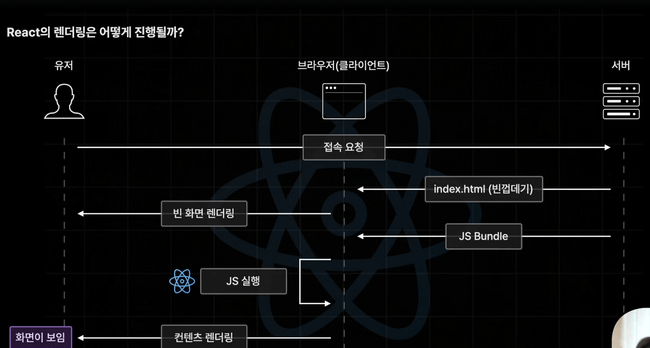 React의 렌더링은 어떻게 진행될까?
유저
브라우저(클라이언트)
서버
접속 요청
index.html (빈껍데기)
빈 화면 렌더링
JS Bundle
JS 실행
화면이 보임
컨텐츠 렌더링